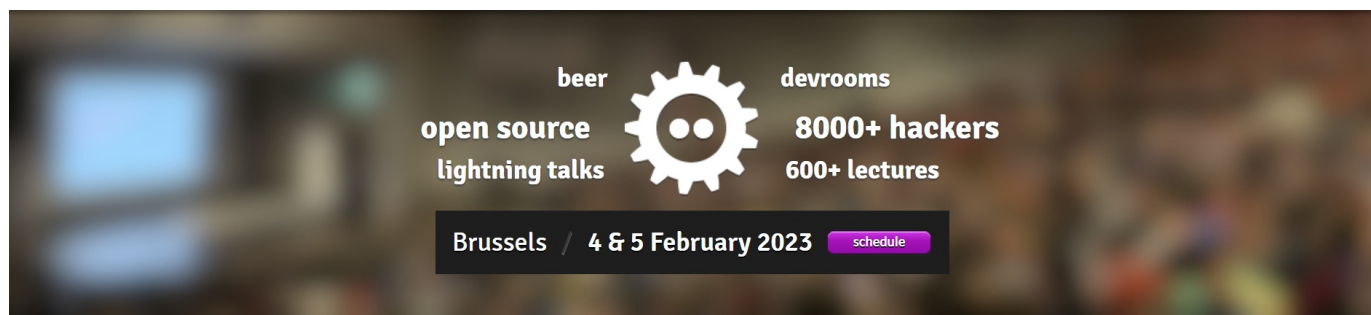 beer
devrooms
open source
8000+ hackers
lightning talks
600+ lectures
Brussels / 4 & 5 February 2023 schedule